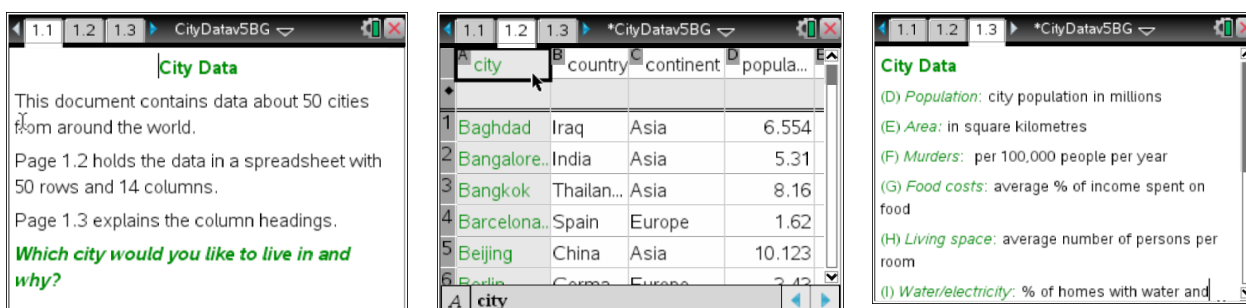 1.1 1.2 1.3 CityDatav5BG
City Data
This document contains data about 50 cities
from around the world.
Page 1.2 holds the data in a spreadsheet with
50 rows and 14 columns.
Page 1.3 explains the column headings.
Which city would you like to live in and
why?
1.1 1.2 1.3 *CityDatav5BG
A city B country C continent D popula... E
1 Baghdad Iraq Asia 6.554
2 Bangalore.. India Asia 5.31
3 Bangkok Thailan... Asia 8.16
4 Barcelona.. Spain Europe 1.62
5 Beijing China Asia 10.123
6 Berlin Germa... Europe 3.43
A city
1.1 1.2 1.3 *CityDatav5BG
City Data
(D) Population: city population in millions
(E) Area: in square kilometres
(F) Murders: per 100,000 people per year
(G) Food costs: average % of income spent on
food
(H) Living space: average number of persons per
room
(I) Water/electricity: % of homes with water and